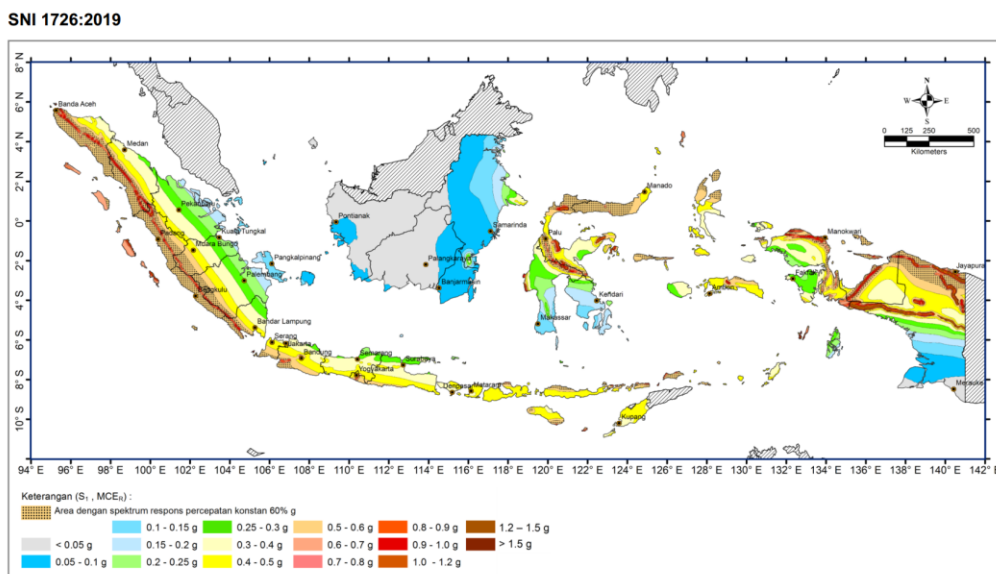 SNI 1726:2019
8° N
6° N
4° N
2° N
0°
2° S
4° S
6° S
8° S
10° S
N
W E
S
0 125 250 500
Kilometers
Banda Aceh
Medan
Manado
Pekanbaru
Pontianak
Samarinda
Kuala Tungkal
Padang
Palu
Manokwari
Muara Bungo
Pangkalpinang
Palangkaraya
Jayapura
Palembang
Fakfak
Bengkulu
Banjarmasin
Ambon
Kendari
Makassar
Bandar Lampung
Serang
Jakarta
Bandung
Semarang
Surabaya
Yogyakarta
Denpasar
Mataram
Merauke
Kupang
94° E 96° E 98° E 100° E 102° E 104° E 106° E 108° E 110° E 112° E 114° E 116° E 118° E 120° E 122° E 124° E 126° E 128° E 130° E 132° E 134° E 136° E 138° E 140° E 142° E
Keterangan (S₁ , MCEᵣ) :
Area dengan spektrum respons percepatan konstan 60% g
0.1 - 0.15 g 0.25 - 0.3 g 0.5 - 0.6 g 0.8 - 0.9 g 1.2 – 1.5 g
< 0.05 g 0.15 - 0.2 g 0.3 - 0.4 g 0.6 - 0.7 g 0.9 - 1.0 g > 1.5 g
0.05 - 0.1 g 0.2 - 0.25 g 0.4 - 0.5 g 0.7 - 0.8 g 1.0 - 1.2 g